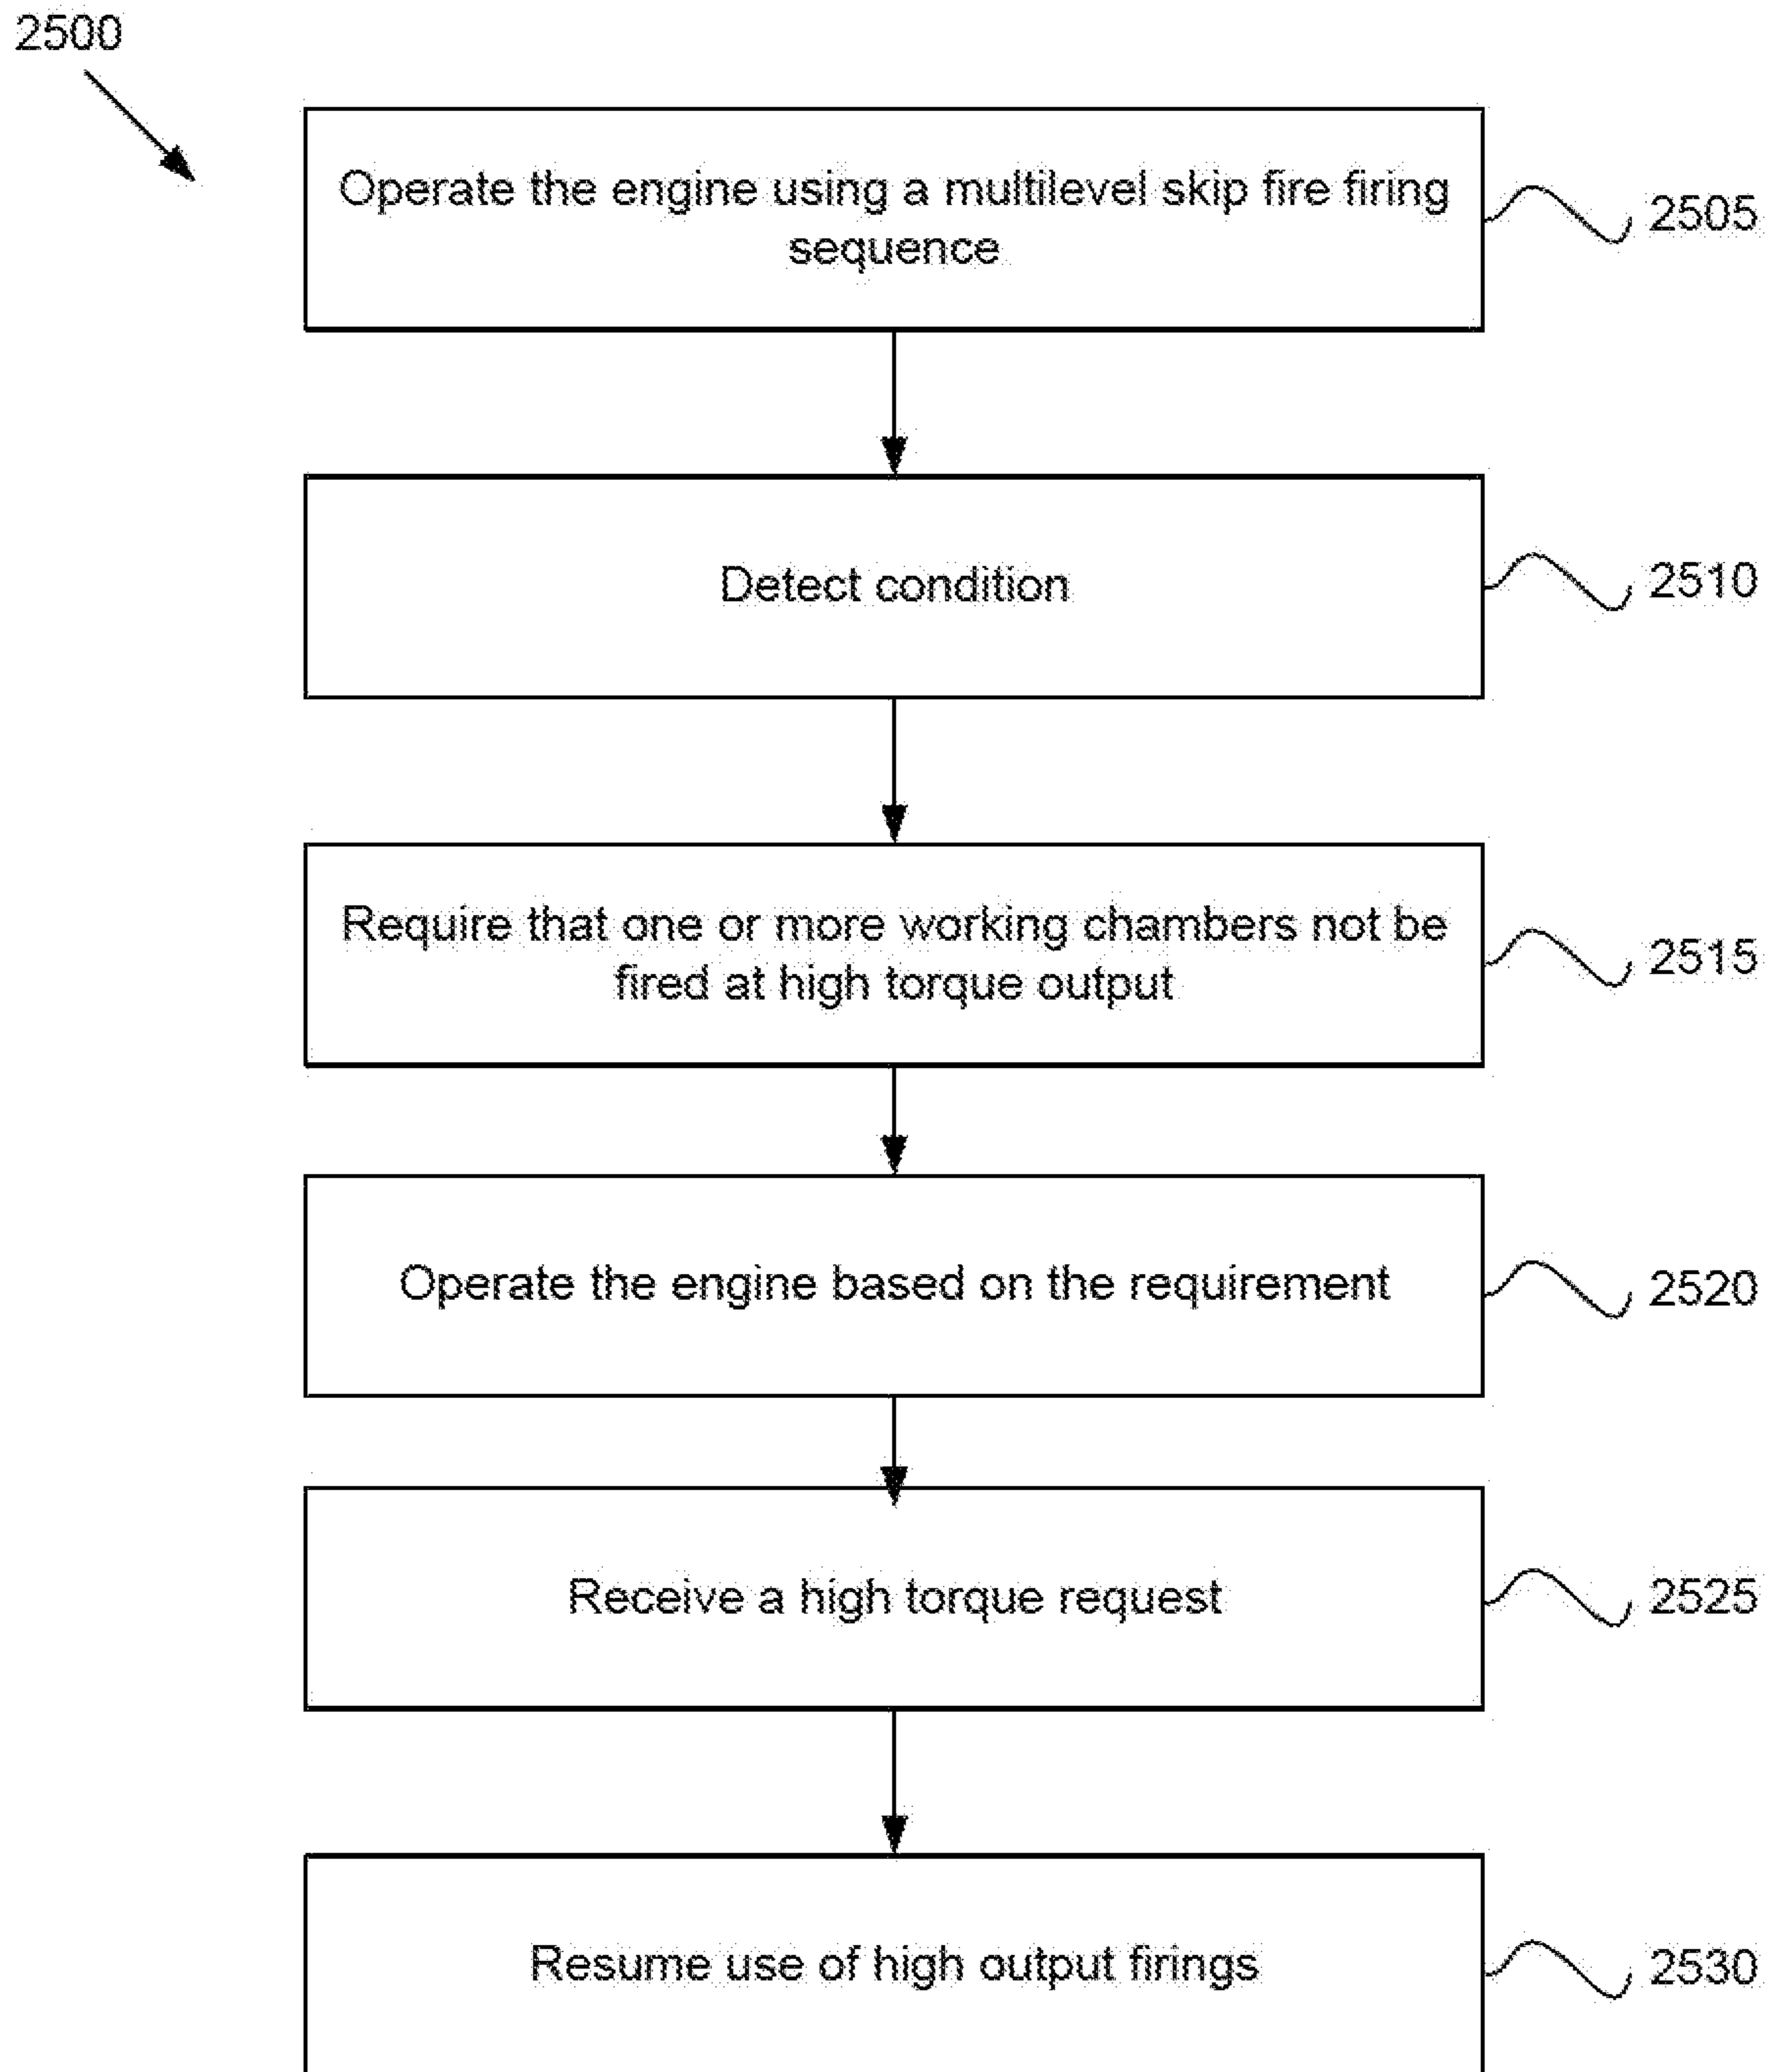 2500
Operate the engine using a multilevel skip fire firing
sequence
2505
Detect condition
2510
Require that one or more working chambers not be
fired at high torque output
2515
Operate the engine based on the requirement
2520
Receive a high torque request
2525
Resume use of high output firings
2530